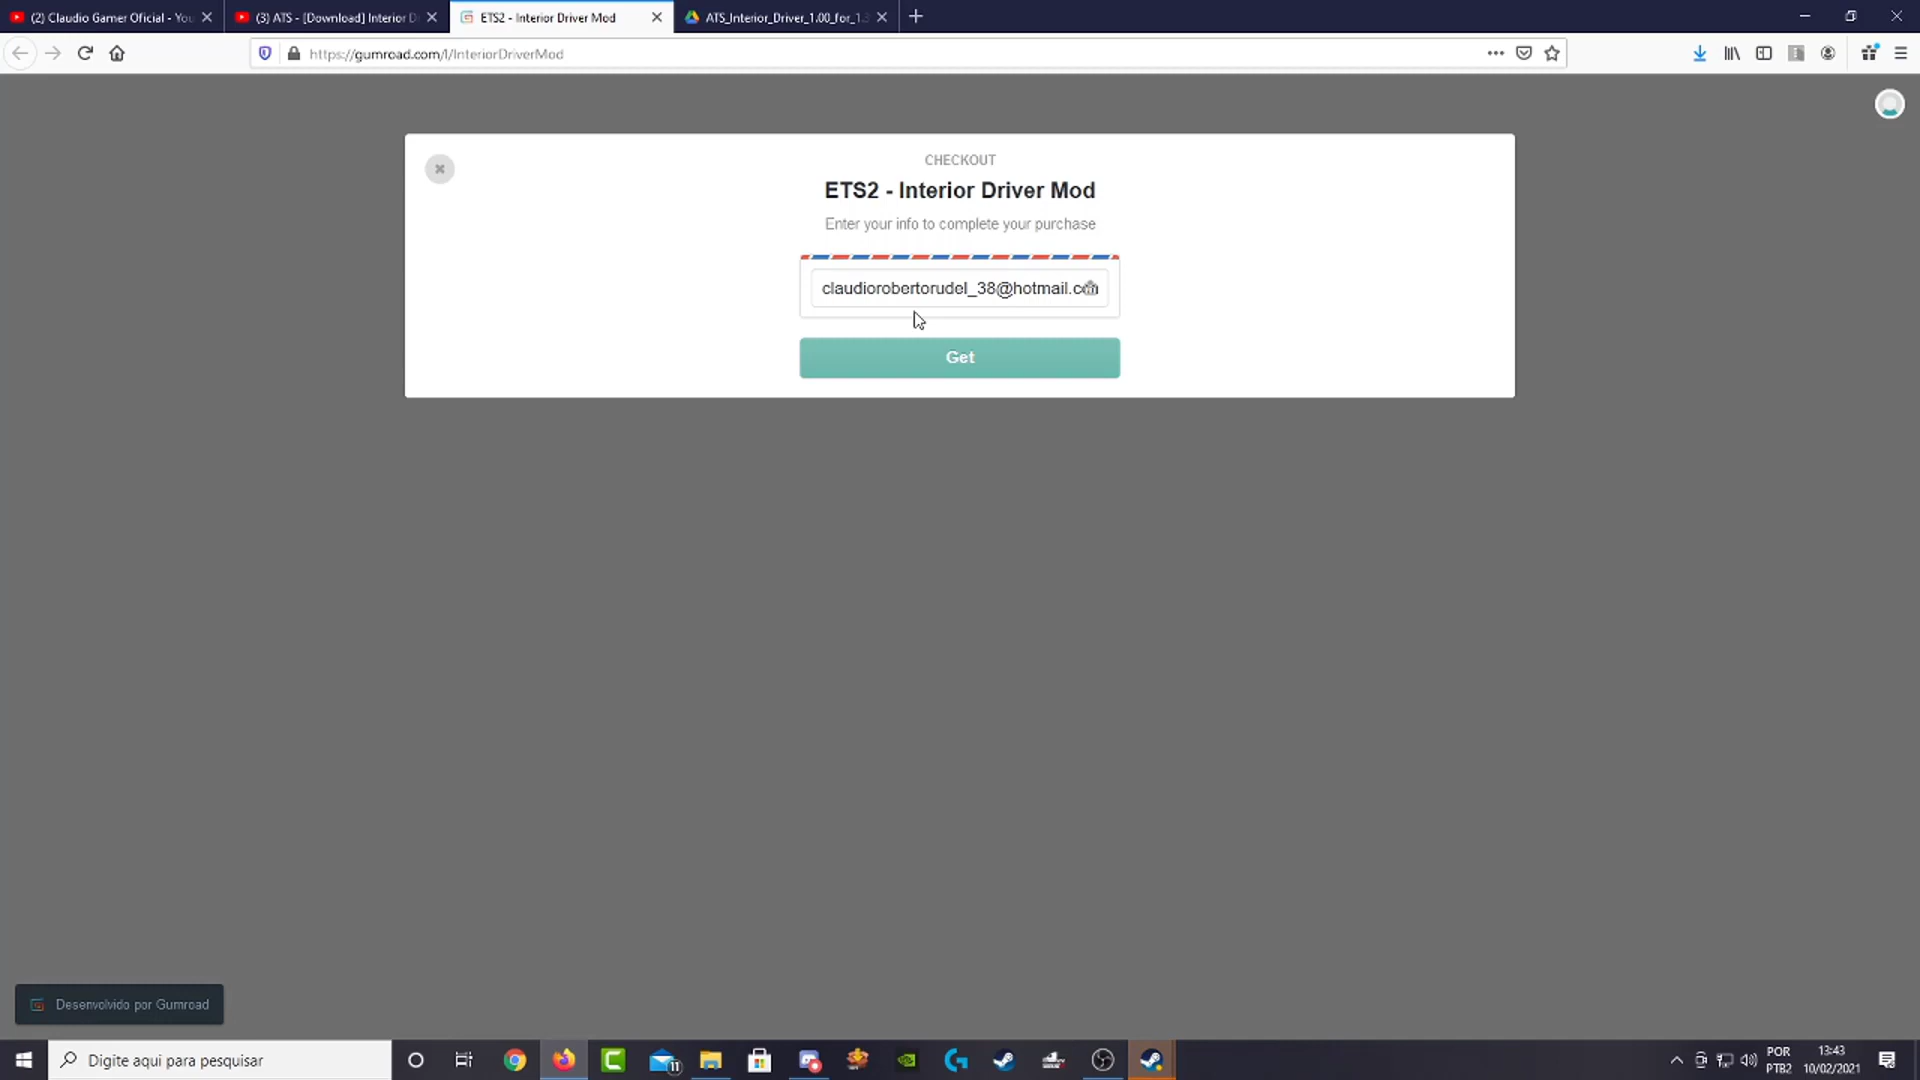 (2) Claudio Gamer Oficial - You
(3) ATS - [Download] Interior D
ETS2 - Interior Driver Mod
ATS_Interior_Driver_1.00_for_1.3
https://gumroad.com/l/InteriorDriverMod
CHECKOUT
ETS2 - Interior Driver Mod
Enter your info to complete your purchase
claudiorobertorudel_38@hotmail.com
Get
Desenvolvido por Gumroad
Digite aqui para pesquisar
11
POR
PTB2
13:43
10/02/2021